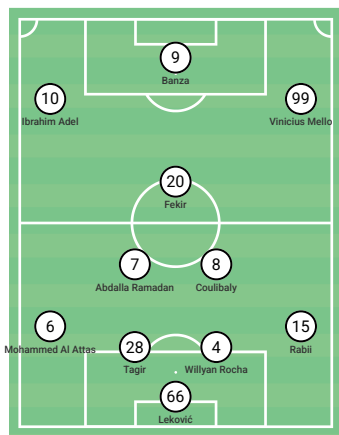 9
Banza
10
Ibrahim Adel
99
Vinicius Mello
20
Fekir
7
Abdalla Ramadan
8
Coulibaly
6
Mohammed Al Attas
28
Tagir
4
Willyan Rocha
15
Rabii
66
Leković